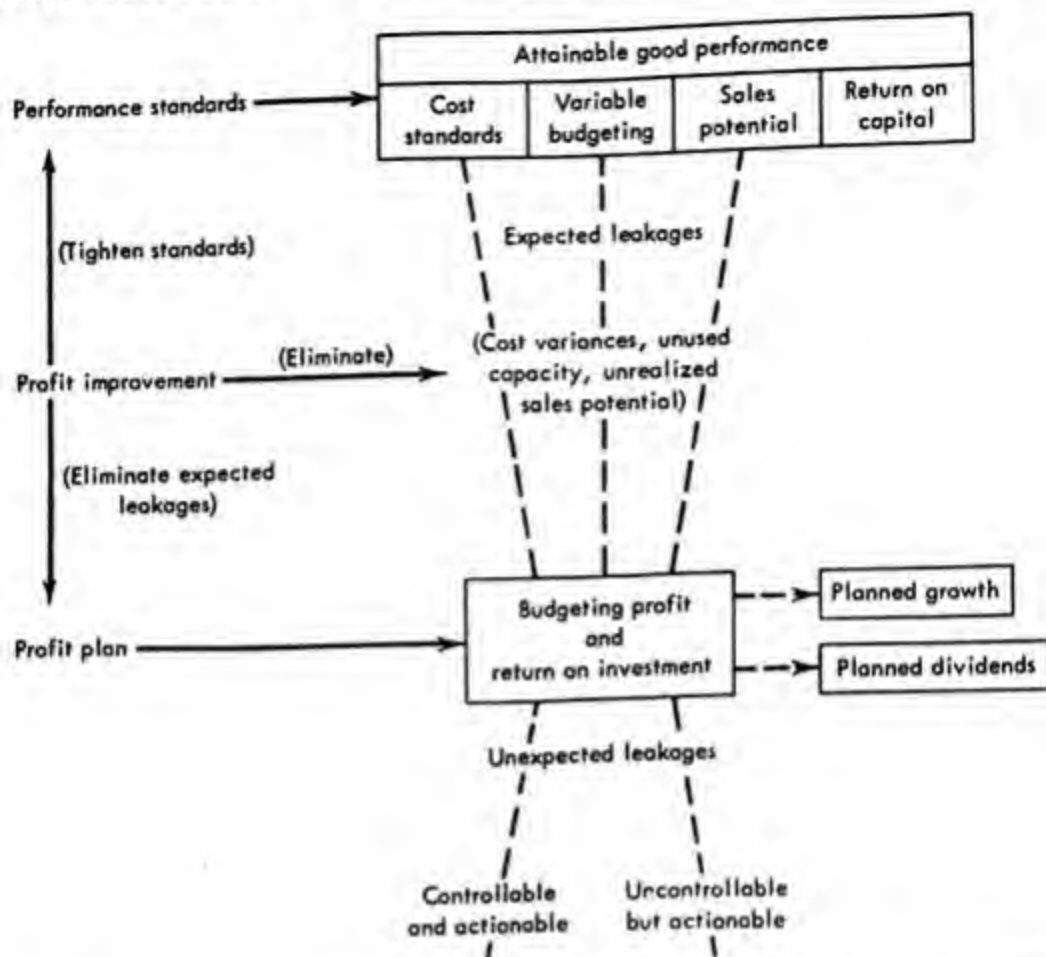 Attainable good performance
Performance standards
Cost
standards
Variable
budgeting
Sales
potential
Return on
capital
(Tighten standards)
Expected leakages
Profit improvement
(Eliminate)
(Cost variances, unused
capacity, unrealized
sales potential)
(Eliminate expected
leakages)
Profit plan
Budgeting profit
and
return on investment
Planned growth
Planned dividends
Unexpected leakages
Controllable
and actionable
Uncontrollable
but actionable